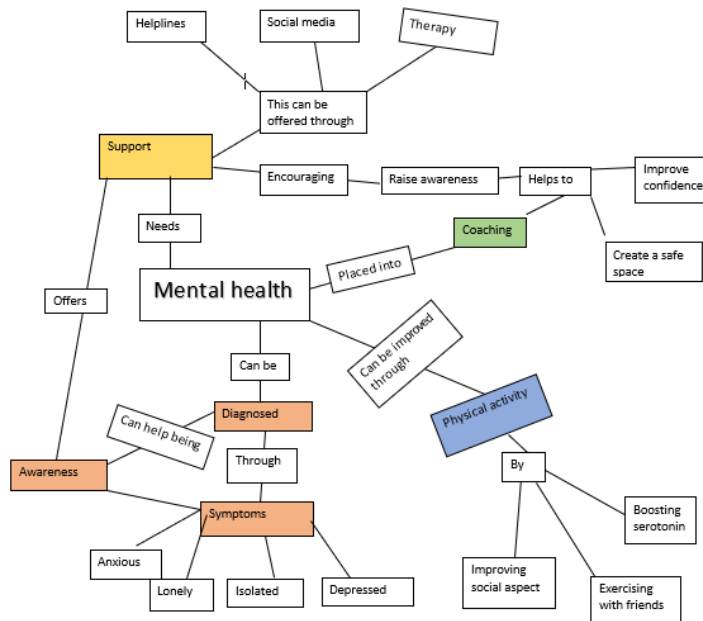 Helplines
Social media
Therapy
This can be
offered through
Support
Encouraging
Raise awareness
Helps to
Improve
confidence
Needs
Coaching
Create a safe
space
Placed into
Mental health
Offers
Can be
Can be improved
through
Diagnosed
Can help being
Physical activity
Awareness
Through
By
Symptoms
Boosting
serotonin
Anxious
Lonely
Isolated
Depressed
Improving
social aspect
Exercising
with friends